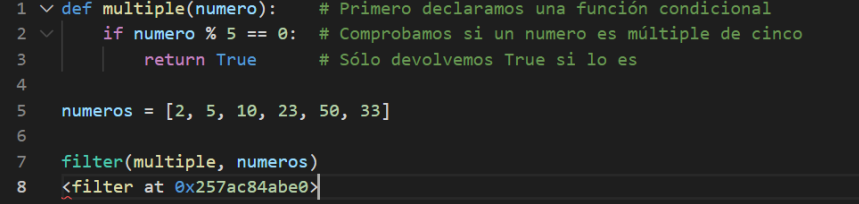 1 def multiple(numero):    # Primero declaramos una función condicional
2     if numero % 5 == 0:  # Comprobamos si un numero es múltiple de cinco
3         return True      # Sólo devolvemos True si lo es
4
5 numeros = [2, 5, 10, 23, 50, 33]
6
7 filter(multiple, numeros)
8 <filter at 0x257ac84abe0>